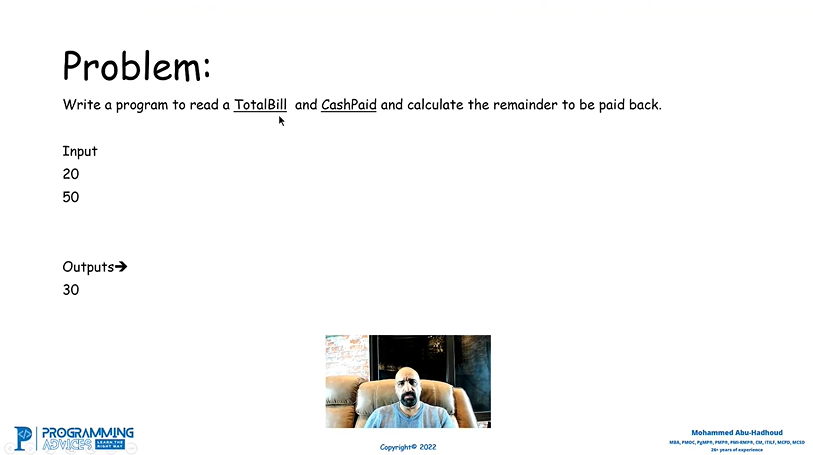 Problem:
Write a program to read a TotalBill and CashPaid and calculate the remainder to be paid back.
Input
20
50
Outputs➔
30
PROGRAMMING
ADVICES LEARN THE RIGHT WAY
Copyright© 2022
Mohammed Abu-Hadhoud
MBA, PMOC, PgMP®, PMP®, PMI-RMP®, CM, ITILF, MCPD, MCSD
20+ years of experience